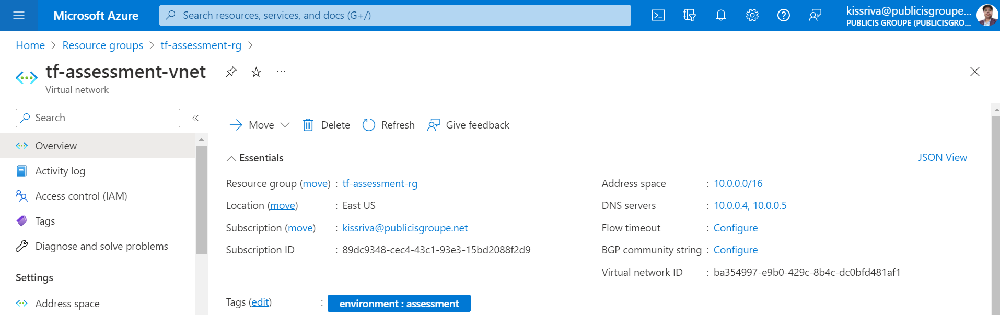 Microsoft Azure
Search resources, services, and docs (G+/)
kissriva@publicisgroupe...
PUBLICIS GROUPE (PUBLICISGRO...
Home > Resource groups > tf-assessment-rg >
tf-assessment-vnet
Virtual network
Search
Overview
Activity log
Access control (IAM)
Tags
Diagnose and solve problems
Settings
Address space
Move
Delete
Refresh
Give feedback
Essentials
JSON View
Resource group (move) : tf-assessment-rg
Location (move) : East US
Subscription (move) : kissriva@publicisgroupe.net
Subscription ID : 89dc9348-cec4-43c1-93e3-15bd2088f2d9
Address space : 10.0.0.0/16
DNS servers : 10.0.0.4, 10.0.0.5
Flow timeout : Configure
BGP community string : Configure
Virtual network ID : ba354997-e9b0-429c-8b4c-dc0bfd481af1
Tags (edit) : environment : assessment